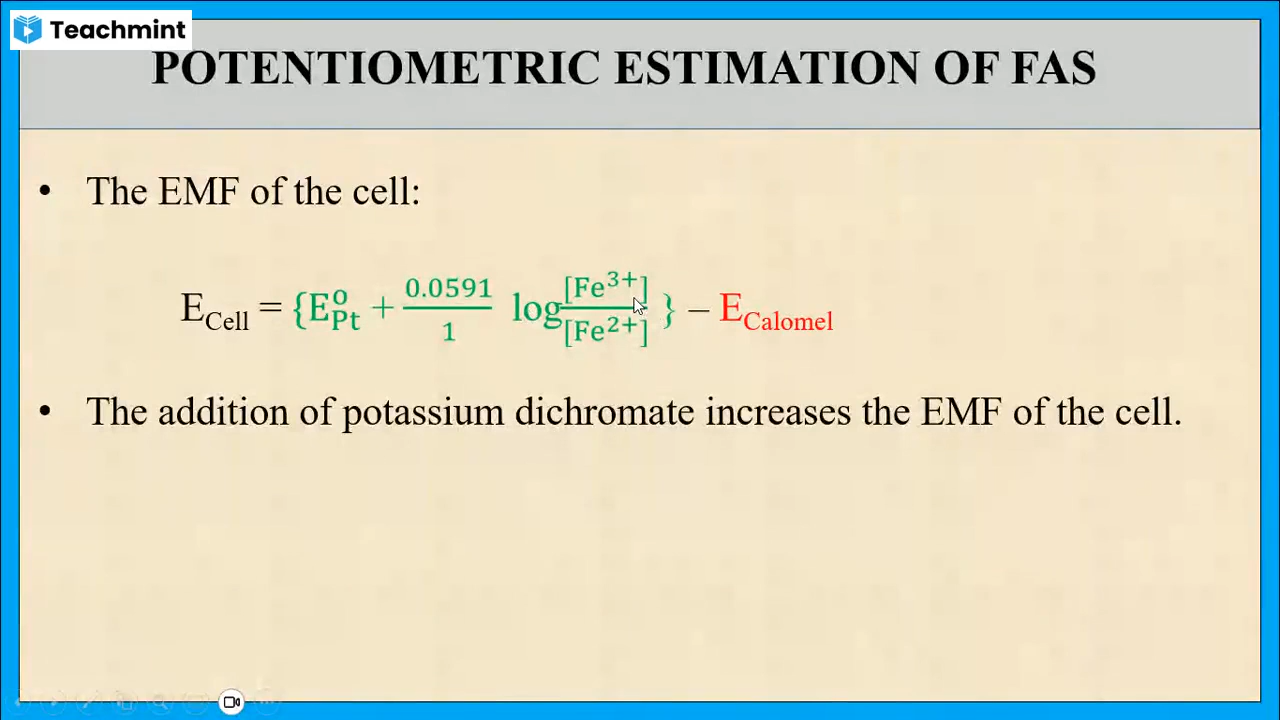 Teachmint
POTENTIOMETRIC ESTIMATION OF FAS
• The EMF of the cell:
E_Cell = {E°_Pt + 0.0591/1 log [Fe³⁺]/[Fe²⁺] } – E_Calomel
• The addition of potassium dichromate increases the EMF of the cell.